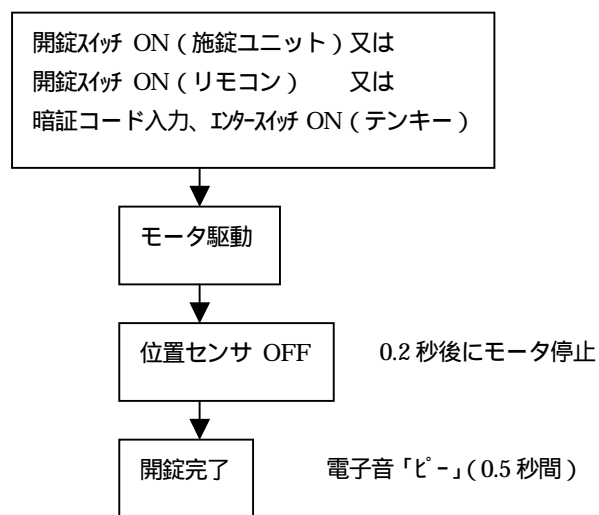 開錠ｽｲｯﾁ ON ( 施錠ユニット ) 又は
開錠ｽｲｯﾁ ON ( リモコン )　又は
暗証コード入力、ｴﾝﾀｰｽｲｯﾁ ON ( テンキー )
モータ駆動
位置センサ OFF　0.2 秒後にモータ停止
開錠完了　電子音「ﾋﾟｰ」( 0.5 秒間 )